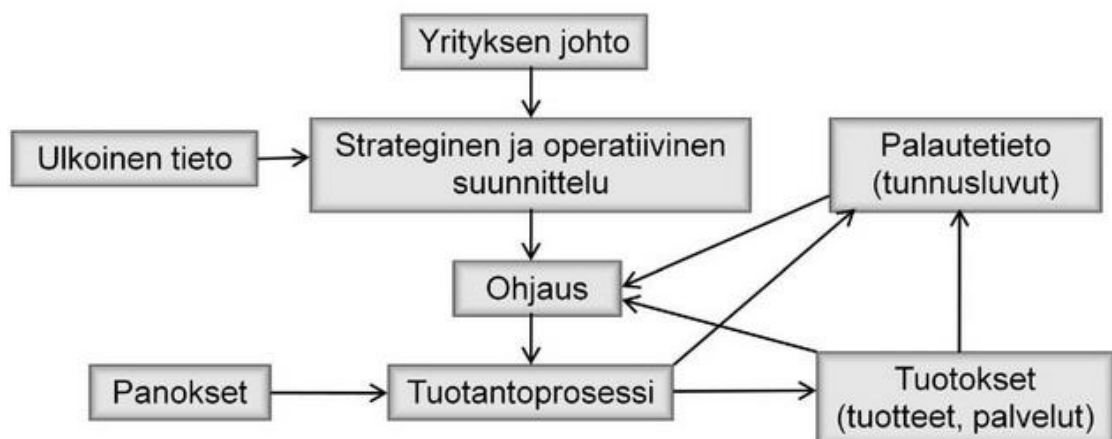 Yrityksen johto
Ulkoinen tieto
Strateginen ja operatiivinen
suunnittelu
Palautetieto
(tunnusluvut)
Ohjaus
Panokset
Tuotantoprosessi
Tuotokset
(tuotteet, palvelut)